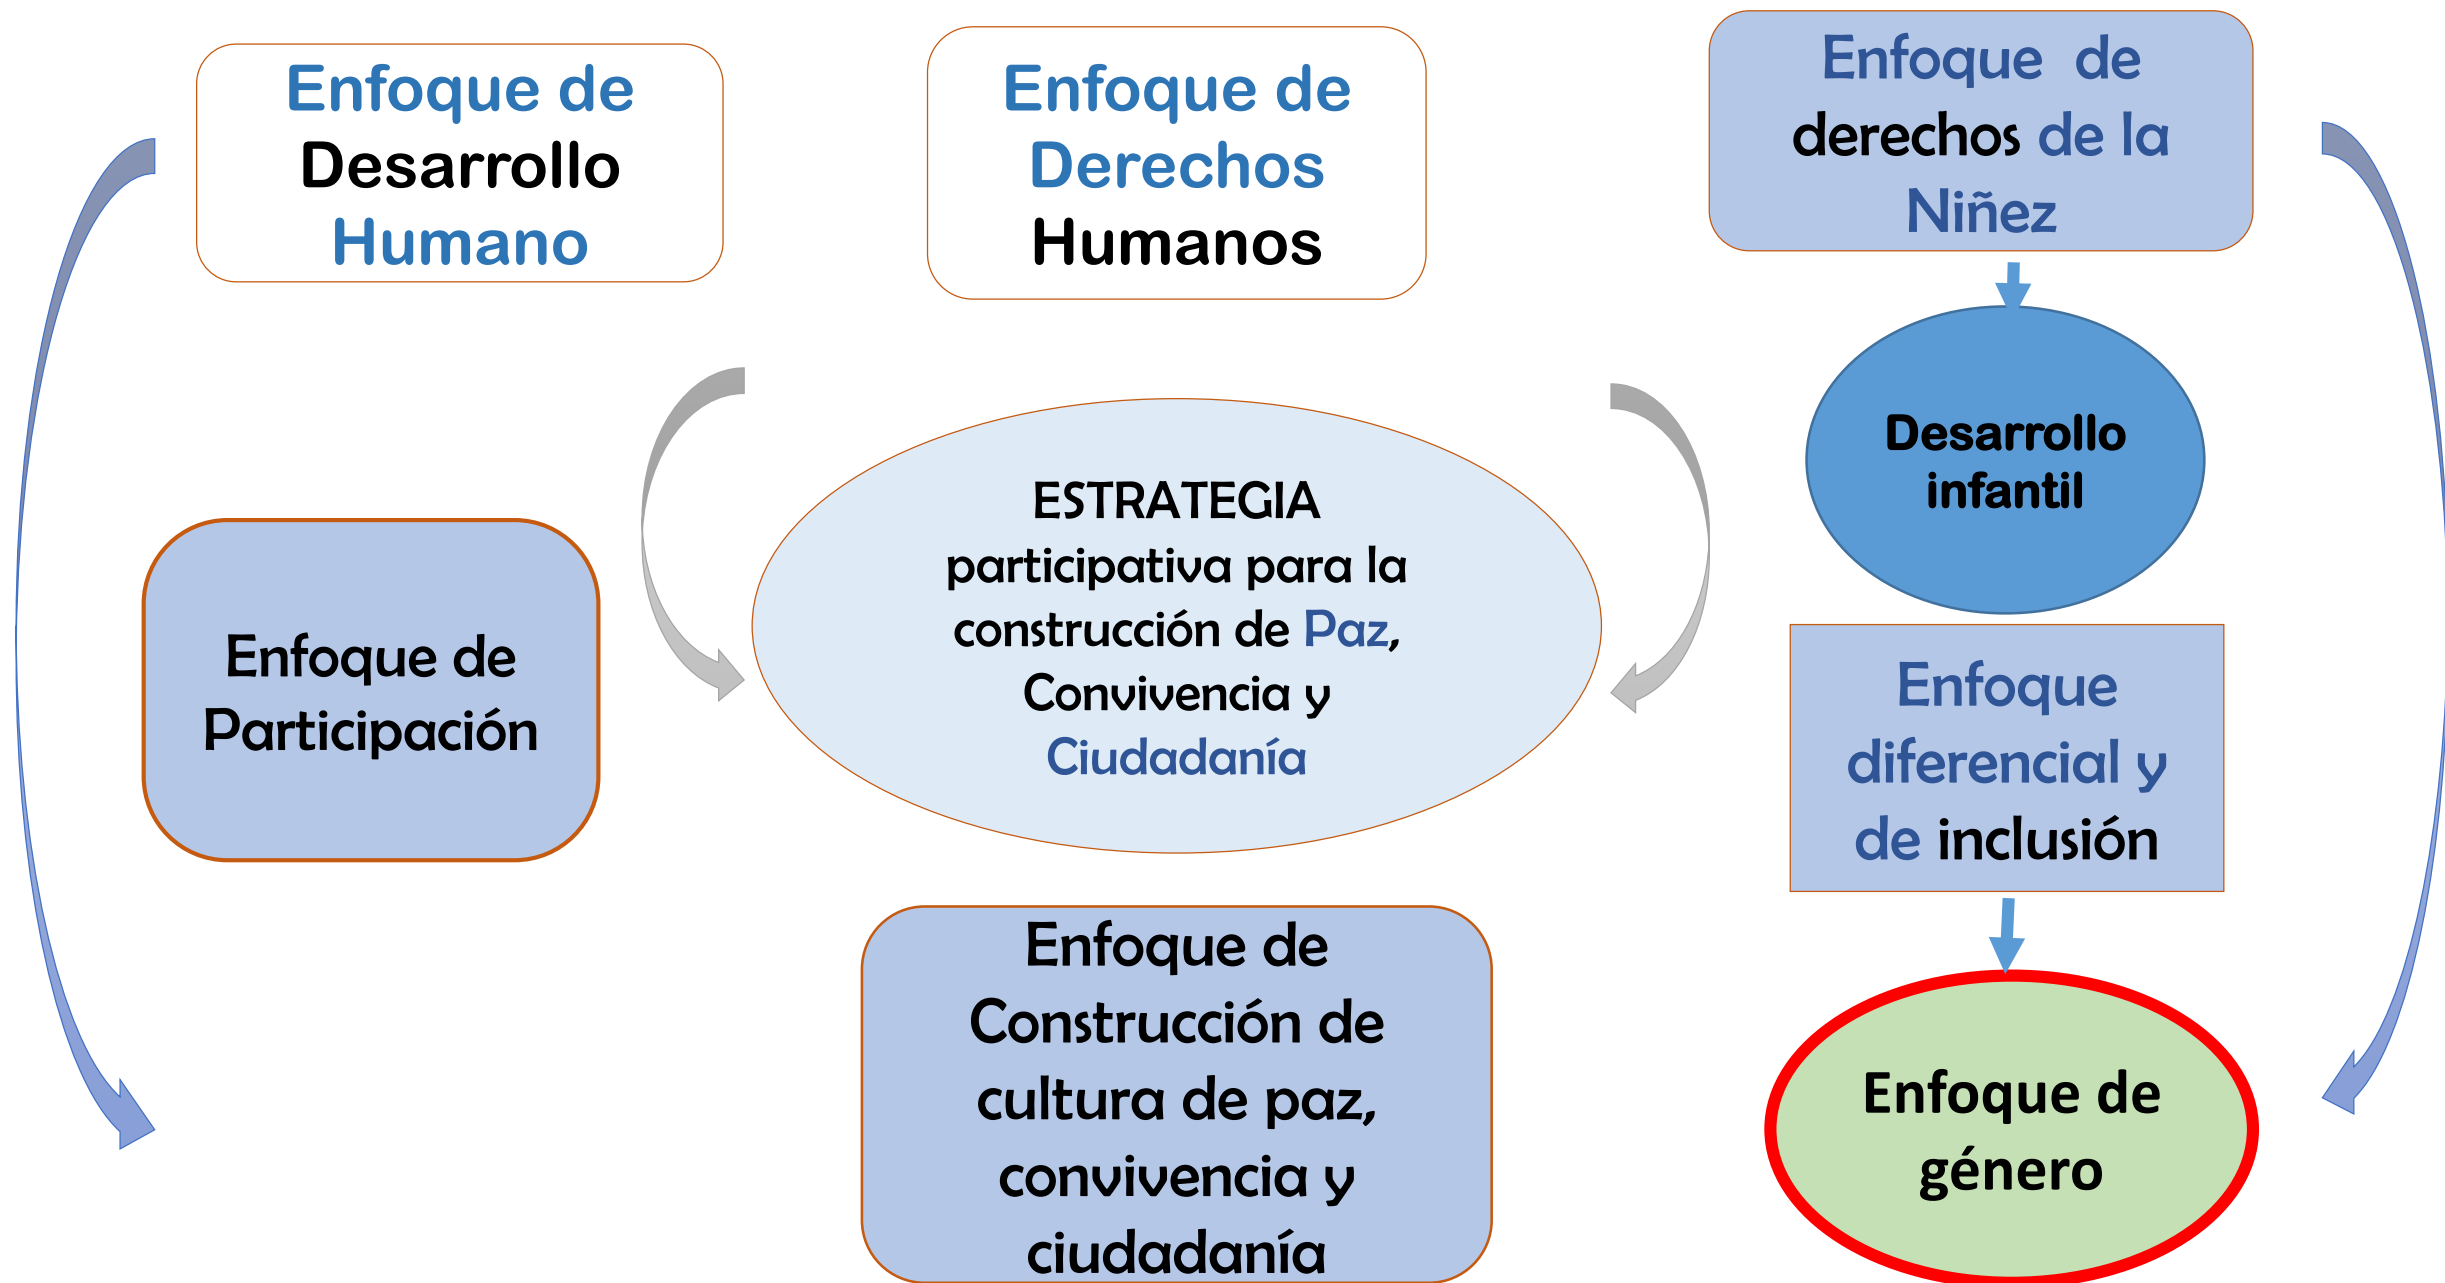 Enfoque de
Desarrollo
Humano
Enfoque de
Derechos
Humanos
Enfoque de
derechos de la
Niñez
Desarrollo
infantil
ESTRATEGIA
participativa para la
construcción de Paz,
Convivencia y
Ciudadanía
Enfoque de
Participación
Enfoque
diferencial y
de inclusión
Enfoque de
Construcción de
cultura de paz,
convivencia y
ciudadanía
Enfoque de
género